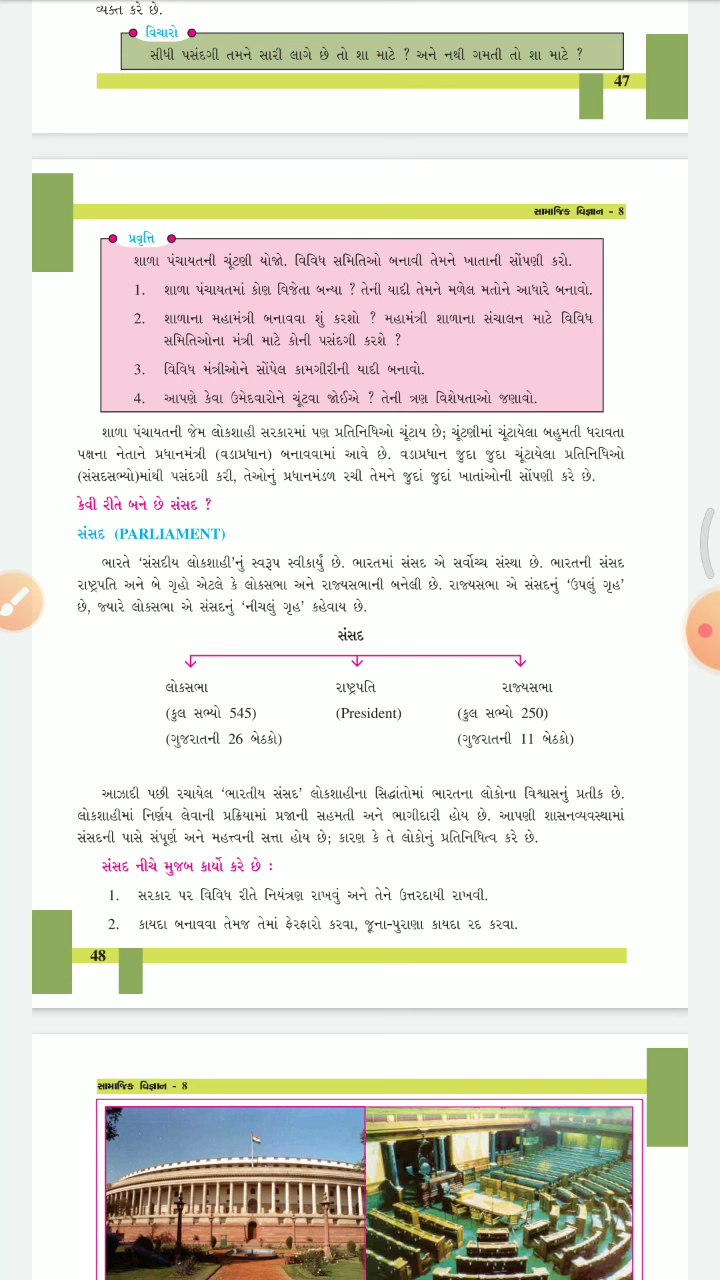 વ્યક્ત કરે છે.
વિચારો
સીધી પસંદગી તમને સારી લાગે છે તો શા માટે ? અને નથી ગમતી તો શા માટે ?
47
સામાજિક વિજ્ઞાન - 8
પ્રવૃત્તિ
શાળા પંચાયતની ચૂંટણી યોજો. વિવિધ સમિતિઓ બનાવી તેમને ખાતાની સોંપણી કરો.
1. શાળા પંચાયતમાં કોણ વિજેતા બન્યા ? તેની યાદી તેમને મળેલ મતોને આધારે બનાવો.
2. શાળાના મહામંત્રી બનાવવા શું કરશો ? મહામંત્રી શાળાના સંચાલન માટે વિવિધ
સમિતિઓના મંત્રી માટે કોની પસંદગી કરશે ?
3. વિવિધ મંત્રીઓને સોંપેલ કામગીરીની યાદી બનાવો.
4. આપણે કેવા ઉમેદવારોને ચૂંટવા જોઈએ ? તેની ત્રણ વિશેષતાઓ જણાવો.
શાળા પંચાયતની જેમ લોકશાહી સરકારમાં પણ પ્રતિનિધિઓ ચૂંટાય છે; ચૂંટણીમાં ચૂંટાયેલા બહુમતી ધરાવતા
પક્ષના નેતાને પ્રધાનમંત્રી (વડાપ્રધાન) બનાવવામાં આવે છે. વડાપ્રધાન જુદા જુદા ચૂંટાયેલા પ્રતિનિધિઓ
(સંસદસભ્યો)માંથી પસંદગી કરી, તેઓનું પ્રધાનમંડળ રચી તેમને જુદાં જુદાં ખાતાંઓની સોંપણી કરે છે.
કેવી રીતે બને છે સંસદ ?
સંસદ (PARLIAMENT)
ભારતે ‘સંસદીય લોકશાહી’નું સ્વરૂપ સ્વીકાર્યું છે. ભારતમાં સંસદ એ સર્વોચ્ચ સંસ્થા છે. ભારતની સંસદ
રાષ્ટ્રપતિ અને બે ગૃહો એટલે કે લોકસભા અને રાજ્યસભાની બનેલી છે. રાજ્યસભા એ સંસદનું ‘ઉપલું ગૃહ’
છે, જ્યારે લોકસભા એ સંસદનું ‘નીચલું ગૃહ’ કહેવાય છે.
સંસદ
લોકસભા રાષ્ટ્રપતિ રાજ્યસભા
(કુલ સભ્યો 545) (President) (કુલ સભ્યો 250)
(ગુજરાતની 26 બેઠકો) (ગુજરાતની 11 બેઠકો)
આઝાદી પછી રચાયેલ ‘ભારતીય સંસદ’ લોકશાહીના સિદ્ધાંતોમાં ભારતના લોકોના વિશ્વાસનું પ્રતીક છે.
લોકશાહીમાં નિર્ણય લેવાની પ્રક્રિયામાં પ્રજાની સહમતી અને ભાગીદારી હોય છે. આપણી શાસનવ્યવસ્થામાં
સંસદની પાસે સંપૂર્ણ અને મહત્ત્વની સત્તા હોય છે; કારણ કે તે લોકોનું પ્રતિનિધિત્વ કરે છે.
સંસદ નીચે મુજબ કાર્યો કરે છે :
1. સરકાર પર વિવિધ રીતે નિયંત્રણ રાખવું અને તેને ઉત્તરદાયી રાખવી.
2. કાયદા બનાવવા તેમજ તેમાં ફેરફારો કરવા, જૂના-પુરાણા કાયદા રદ કરવા.
48
સામાજિક વિજ્ઞાન - 8